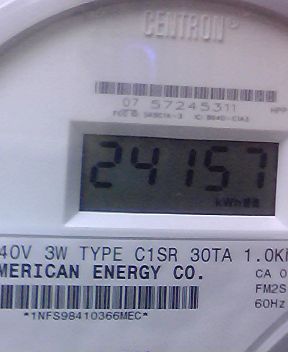 CENTRON®
07 57245311
24157
kWh
40V 3W TYPE C1SR 30TA 1.0K
MERICAN ENERGY CO.
CA 0
FM2S
60Hz
*1NFS98410366MEC*